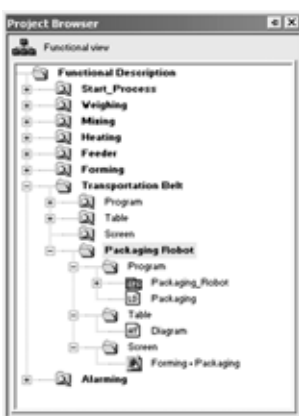 Project Browser
Functional view
Functional Description
Start_Process
Weighing
Mixing
Heating
Feeder
Forming
Transportation Belt
Program
Table
Screen
Packaging Robot
Program
Packaging_Robot
LD Packaging
Table
Diagram
Screen
Forming + Packaging
Alarming